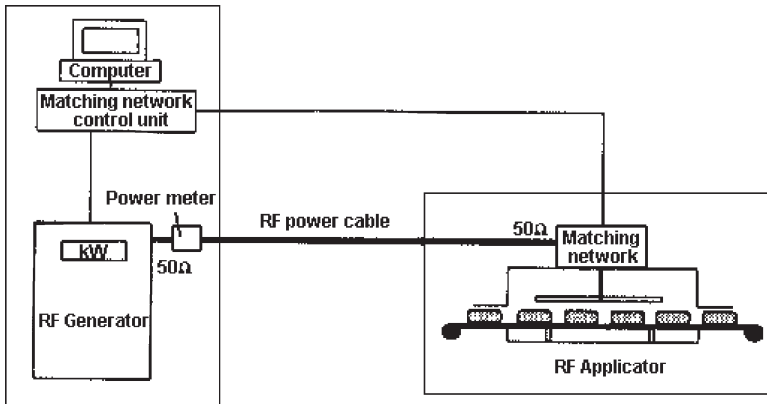 Computer
Matching network
control unit
Power meter
RF power cable
50Ω
Matching
network
kW
50Ω
RF Generator
RF Applicator